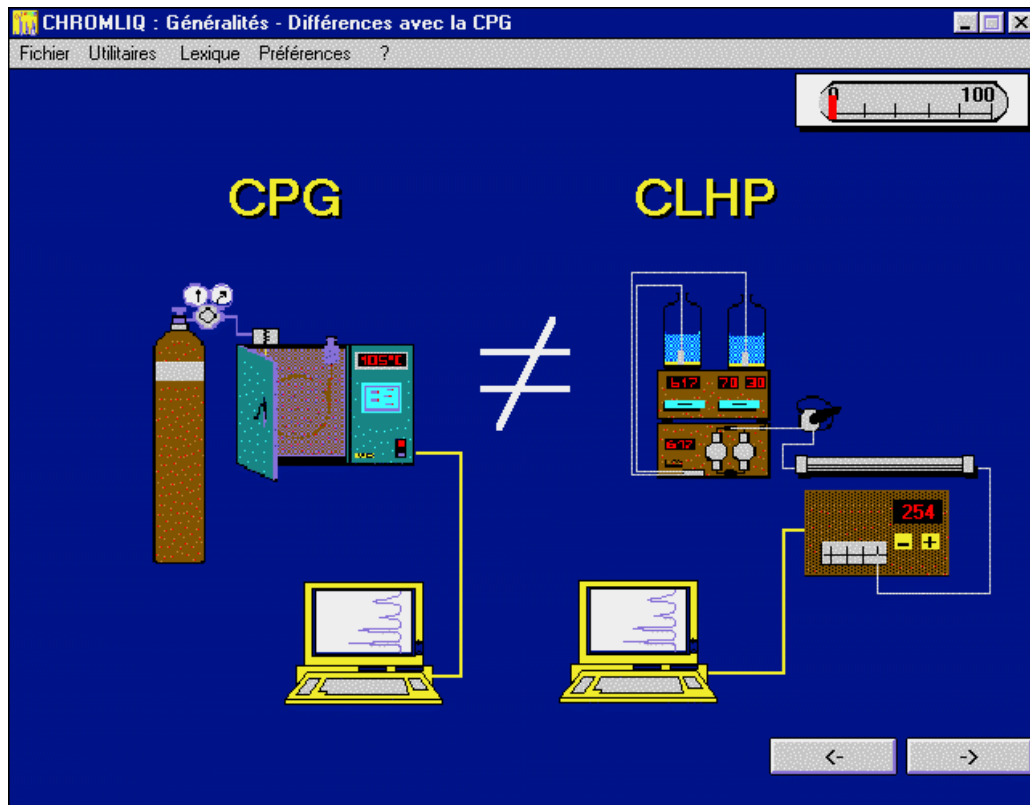 CHROMLIQ : Généralités - Différences avec la CPG
Fichier Utilitaires Lexique Préférences ?
0 100
CPG CLHP
105°C
617 70 30
617
254
- +
<- ->